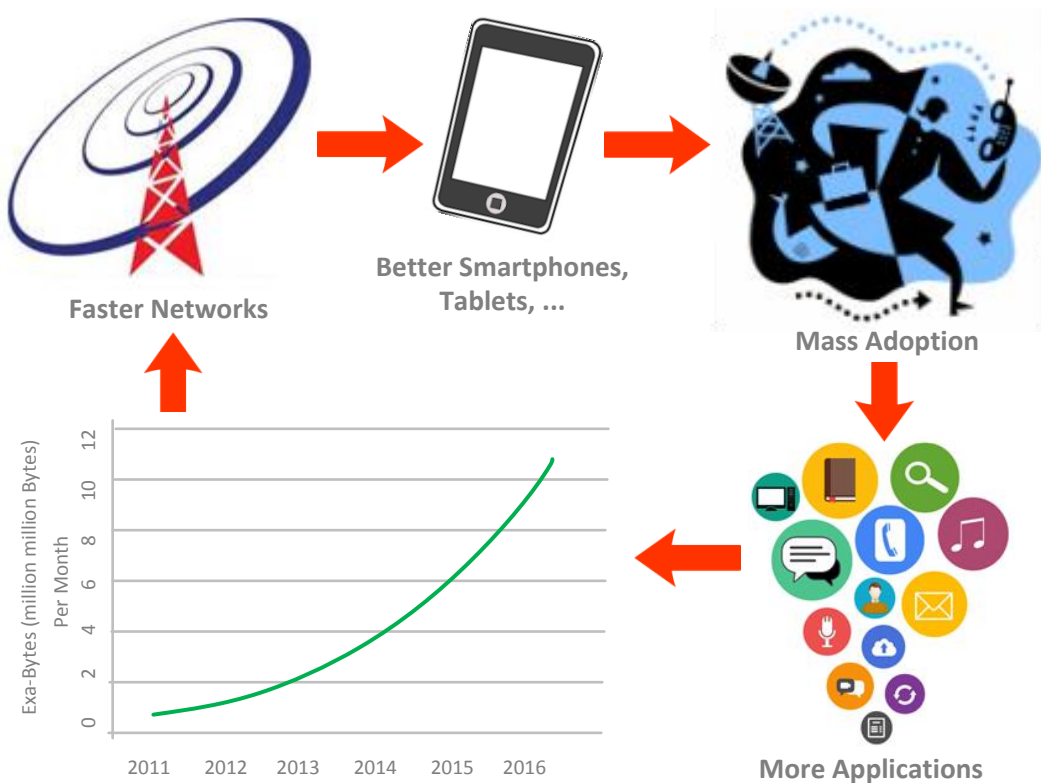 Faster Networks
Better Smartphones,
Tablets, ...
Mass Adoption
Exa-Bytes (million million Bytes)
Per Month
12
10
8
6
4
2
0
2011 2012 2013 2014 2015 2016
More Applications